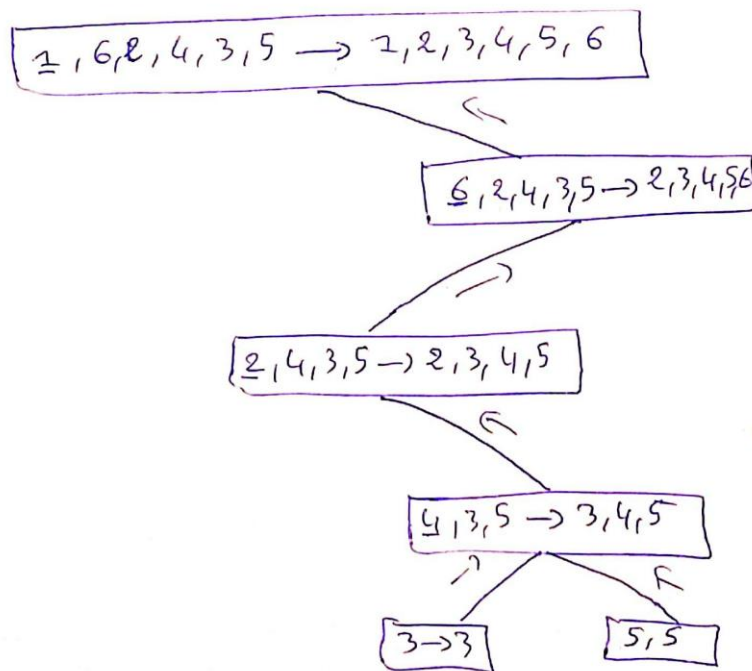 1, 6, 2, 4, 3, 5 → 1, 2, 3, 4, 5, 6
6, 2, 4, 3, 5 → 2, 3, 4, 5, 6
2, 4, 3, 5 → 2, 3, 4, 5
4, 3, 5 → 3, 4, 5
3 → 3
5, 5